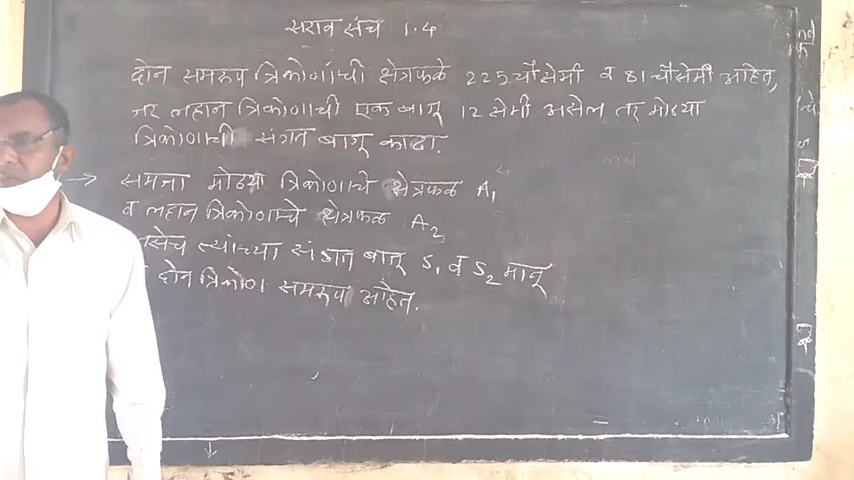 सराव संच 1.4
दोन समरूप त्रिकोणांची क्षेत्रफळे 225 चौसेमी व 81 चौसेमी आहेत,
जर लहान त्रिकोणाची एक बाजू 12 सेमी असेल तर मोठ्या
त्रिकोणाची संगत बाजू काढा.
→ समजा मोठ्या त्रिकोणाचे क्षेत्रफळ A₁
व लहान त्रिकोणाचे क्षेत्रफळ A₂
त्यांच्या संगत बाजू S₁ व S₂ मानू
दोन त्रिकोण समरूप आहेत.